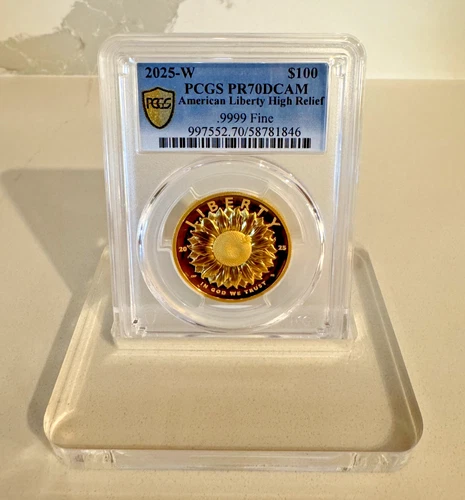 2025-W $100
PCGS PR70DCAM
American Liberty High Relief
PCGS
.9999 Fine
997552.70/58781846
LIBERTY
20 25
IN GOD WE TRUST